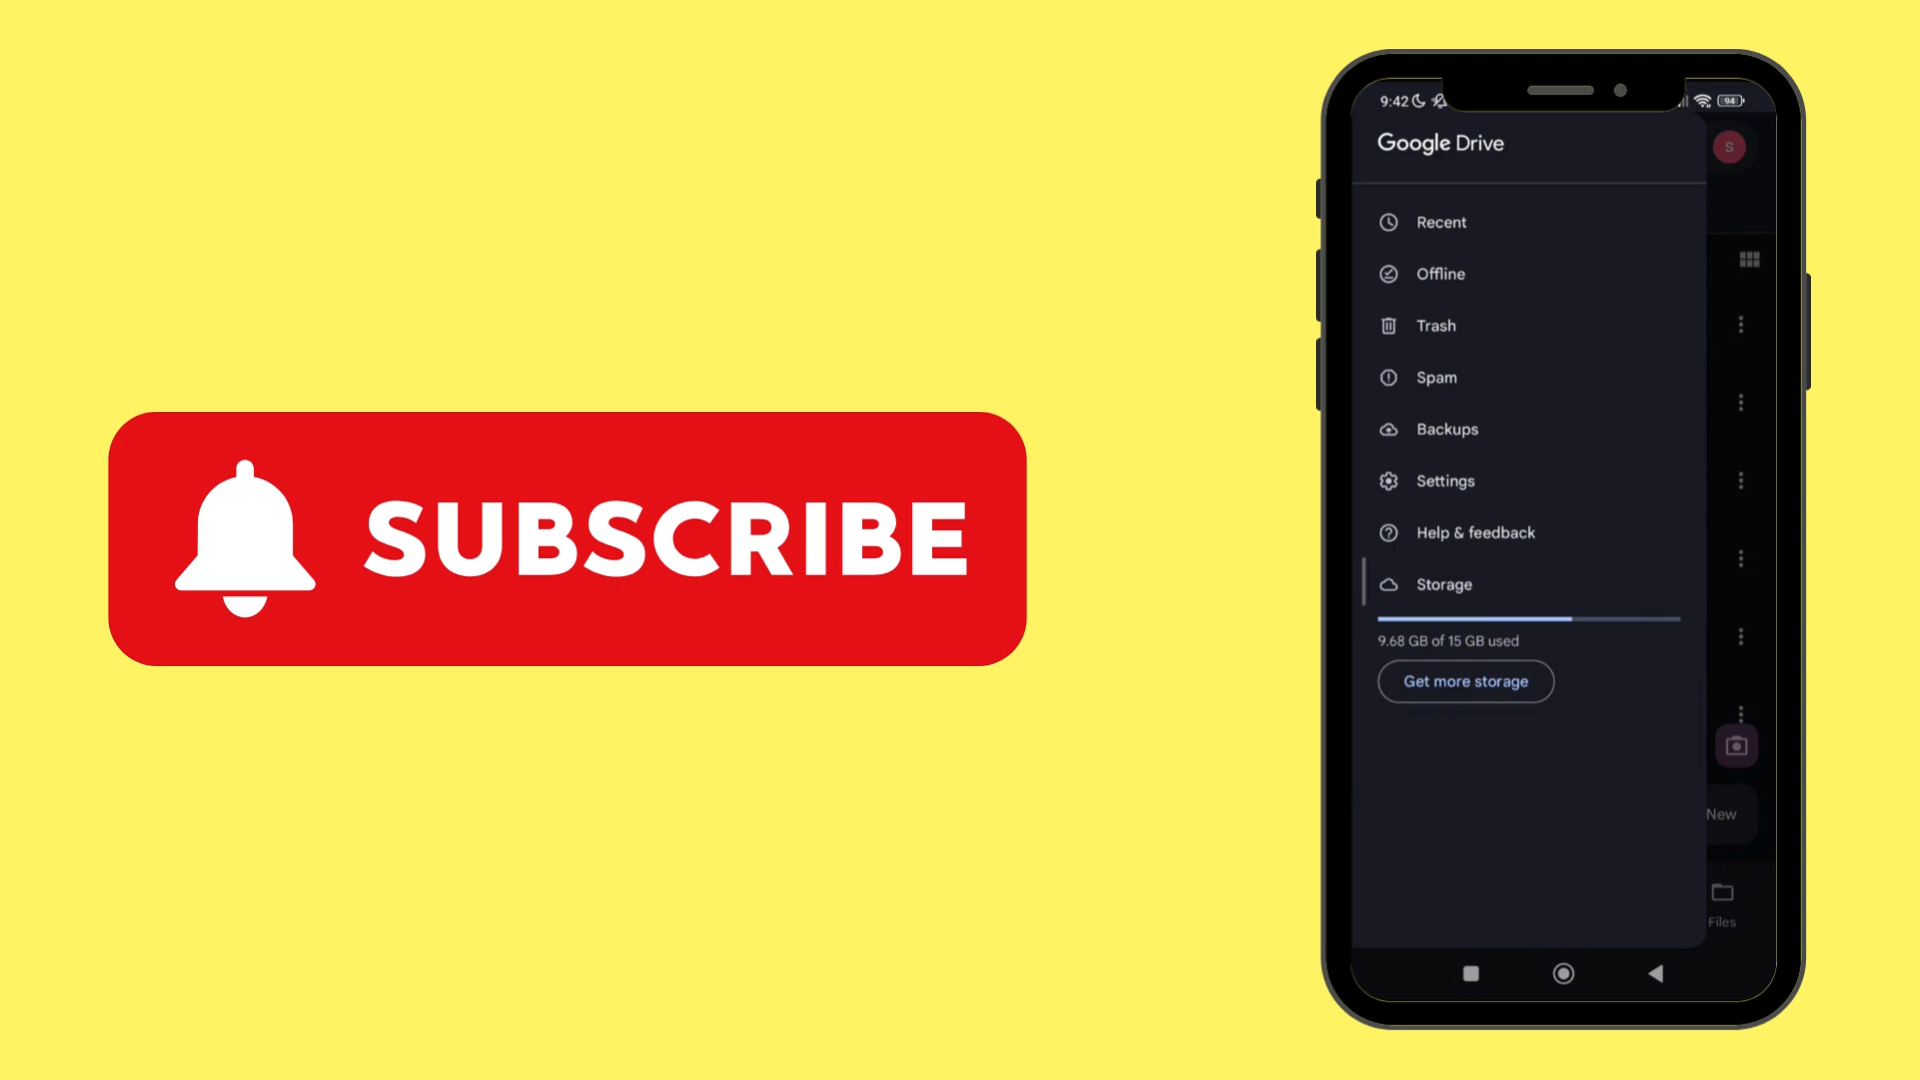 SUBSCRIBE
9:42
94
Google Drive
S
Recent
Offline
Trash
Spam
Backups
Settings
Help & feedback
Storage
9.68 GB of 15 GB used
Get more storage
New
Files